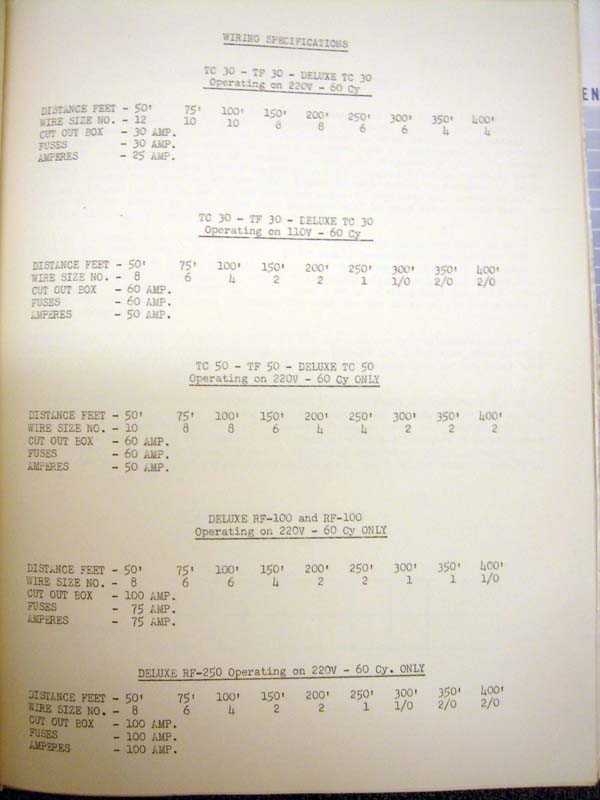 WIRING SPECIFICATIONS
TC 30 - TF 30 - DELUXE TC 30
Operating on 220V - 60 Cy
DISTANCE FEET - 50' 75' 100' 150' 200' 250' 300' 350' 400'
WIRE SIZE NO. - 12 10 10 8 8 6 6 4 4
CUT OUT BOX - 30 AMP.
FUSES - 30 AMP.
AMPERES - 25 AMP.
TC 30 - TF 30 - DELUXE TC 30
Operating on 110V - 60 Cy
DISTANCE FEET - 50' 75' 100' 150' 200' 250' 300' 350' 400'
WIRE SIZE NO. - 8 6 4 2 2 1 1/0 2/0 2/0
CUT OUT BOX - 60 AMP.
FUSES - 60 AMP.
AMPERES - 50 AMP.
TC 50 - TF 50 - DELUXE TC 50
Operating on 220V - 60 Cy ONLY
DISTANCE FEET - 50' 75' 100' 150' 200' 250' 300' 350' 400'
WIRE SIZE NO. - 10 8 8 6 4 4 2 2 2
CUT OUT BOX - 60 AMP.
FUSES - 60 AMP.
AMPERES - 50 AMP.
DELUXE RF-100 and RF-100
Operating on 220V - 60 Cy ONLY
DISTANCE FEET - 50' 75' 100' 150' 200' 250' 300' 350' 400'
WIRE SIZE NO. - 8 6 6 4 2 2 1 1 1/0
CUT OUT BOX - 100 AMP.
FUSES - 75 AMP.
AMPERES - 75 AMP.
DELUXE RF-250 Operating on 220V - 60 Cy. ONLY
DISTANCE FEET - 50' 75' 100' 150' 200' 250' 300' 350' 400'
WIRE SIZE NO. - 8 6 4 2 2 1 1/0 2/0 2/0
CUT OUT BOX - 100 AMP.
FUSES - 100 AMP.
AMPERES - 100 AMP.
EN